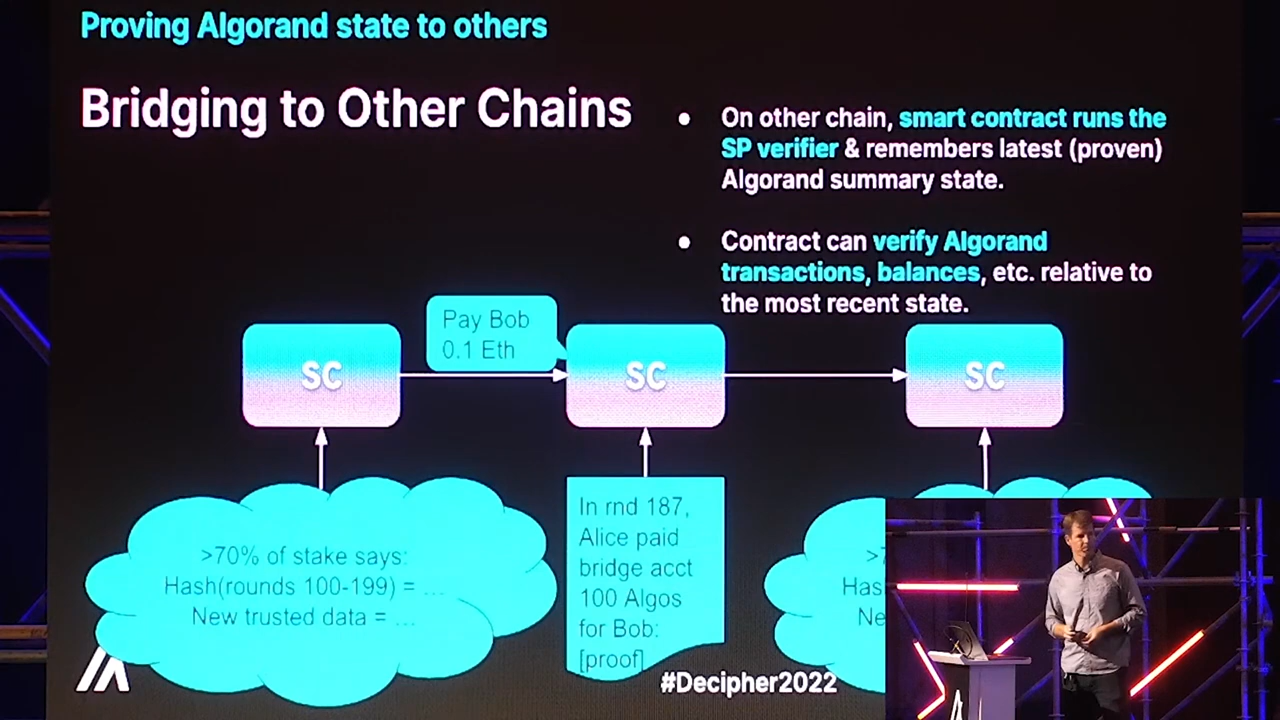 Proving Algorand state to others
Bridging to Other Chains
• On other chain, smart contract runs the
SP verifier & remembers latest (proven)
Algorand summary state.
• Contract can verify Algorand
transactions, balances, etc. relative to
the most recent state.
Pay Bob
0.1 Eth
SC
SC
SC
>70% of stake says:
Hash(rounds 100-199) = ...
New trusted data = ...
In rnd 187,
Alice paid
bridge acct
100 Algos
for Bob:
[proof]
Has
Ne
#Decipher2022